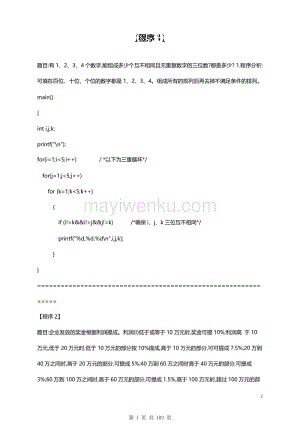 【程序 1】
题目:有 1、2、3、4 个数字,能组成多少个互不相同且无重复数字的三位数?都是多少? 1.程序分析:
可填在百位、十位、个位的数字都是 1、2、3、4。组成所有的排列后再去掉不满足条件的排列。
main()
{
int i,j,k;
printf("\n");
for(i=1;i<5;i++) / *以下为三重循环*/
for(j=1;j<5;j++)
for (k=1;k<5;k++)
{
if (i!=k&&i!=j&&j!=k) /*确保 i、j、k 三位互不相同*/
printf("%d,%d,%d\n",i,j,k);
}
}
mayiwenku.com
【程序 2】
题目:企业发放的奖金根据利润提成。利润(I)低于或等于 10 万元时,奖金可提 10%;利润高 于 10
万元,低于 20 万元时,低于 10 万元的部分按 10%提成,高于 10 万元的部分,可可提成 7.5%;20 万到
40 万之间时,高于 20 万元的部分,可提成 5%;40 万到 60 万之间时高于 40 万元的部分,可提成
3%;60 万到 100 万之间时,高于 60 万元的部分,可提成 1.5%,高于 100 万元时,超过 100 万元的部
第 1 页 共 183 页